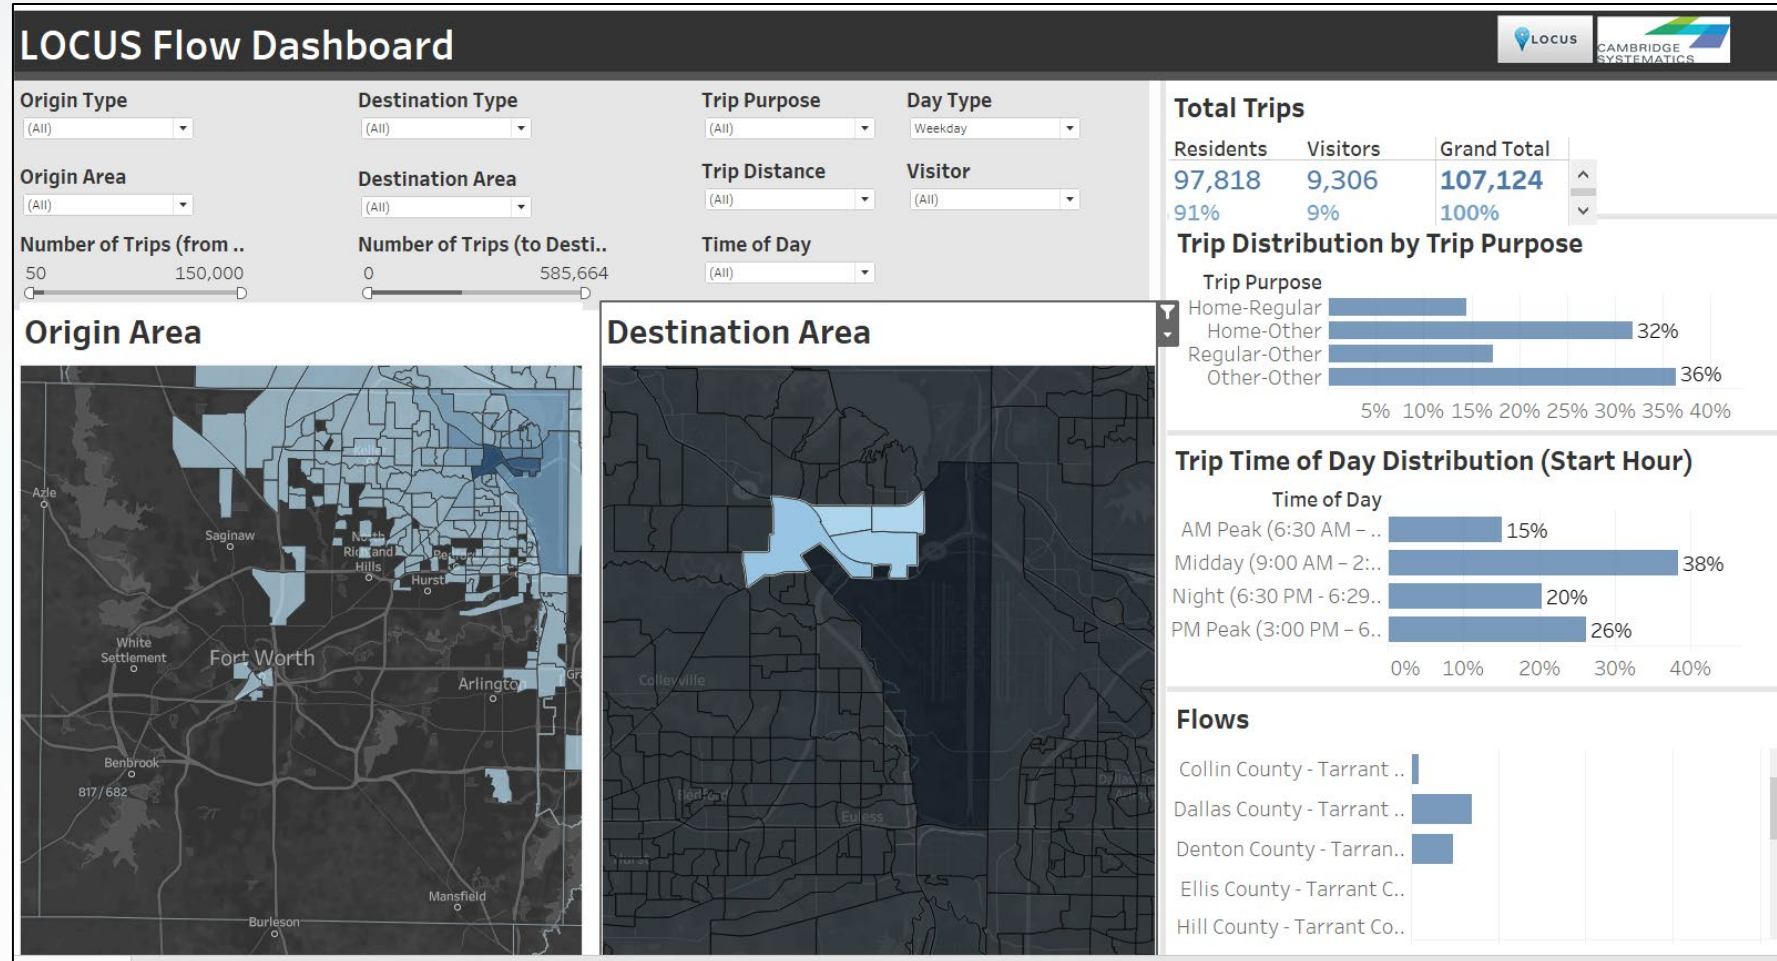 LOCUS Flow Dashboard
LOCUS
CAMBRIDGE
SYSTEMATICS
Origin Type
(All)
Destination Type
(All)
Trip Purpose
(All)
Day Type
Weekday
Origin Area
(All)
Destination Area
(All)
Trip Distance
(All)
Visitor
(All)
Number of Trips (from ..
50 150,000
Number of Trips (to Desti..
0 585,664
Time of Day
(All)
Total Trips
Residents Visitors Grand Total
97,818 9,306 107,124
91% 9% 100%
Trip Distribution by Trip Purpose
Trip Purpose
Home-Regular
Home-Other 32%
Regular-Other
Other-Other 36%
5% 10% 15% 20% 25% 30% 35% 40%
Trip Time of Day Distribution (Start Hour)
Time of Day
AM Peak (6:30 AM – .. 15%
Midday (9:00 AM – 2:.. 38%
Night (6:30 PM - 6:29.. 20%
PM Peak (3:00 PM – 6.. 26%
0% 10% 20% 30% 40%
Flows
Collin County - Tarrant ..
Dallas County - Tarrant ..
Denton County - Tarran..
Ellis County - Tarrant C..
Hill County - Tarrant Co..
Origin Area
Keller
Azle
Saginaw
North
Richland
Hills
Bedford
Hurst
White
Settlement
Fort Worth
Arlington
Gr
Benbrook
817/682
Mansfield
Burleson
Destination Area
Colleyville
Bedford
Euless
Hurst